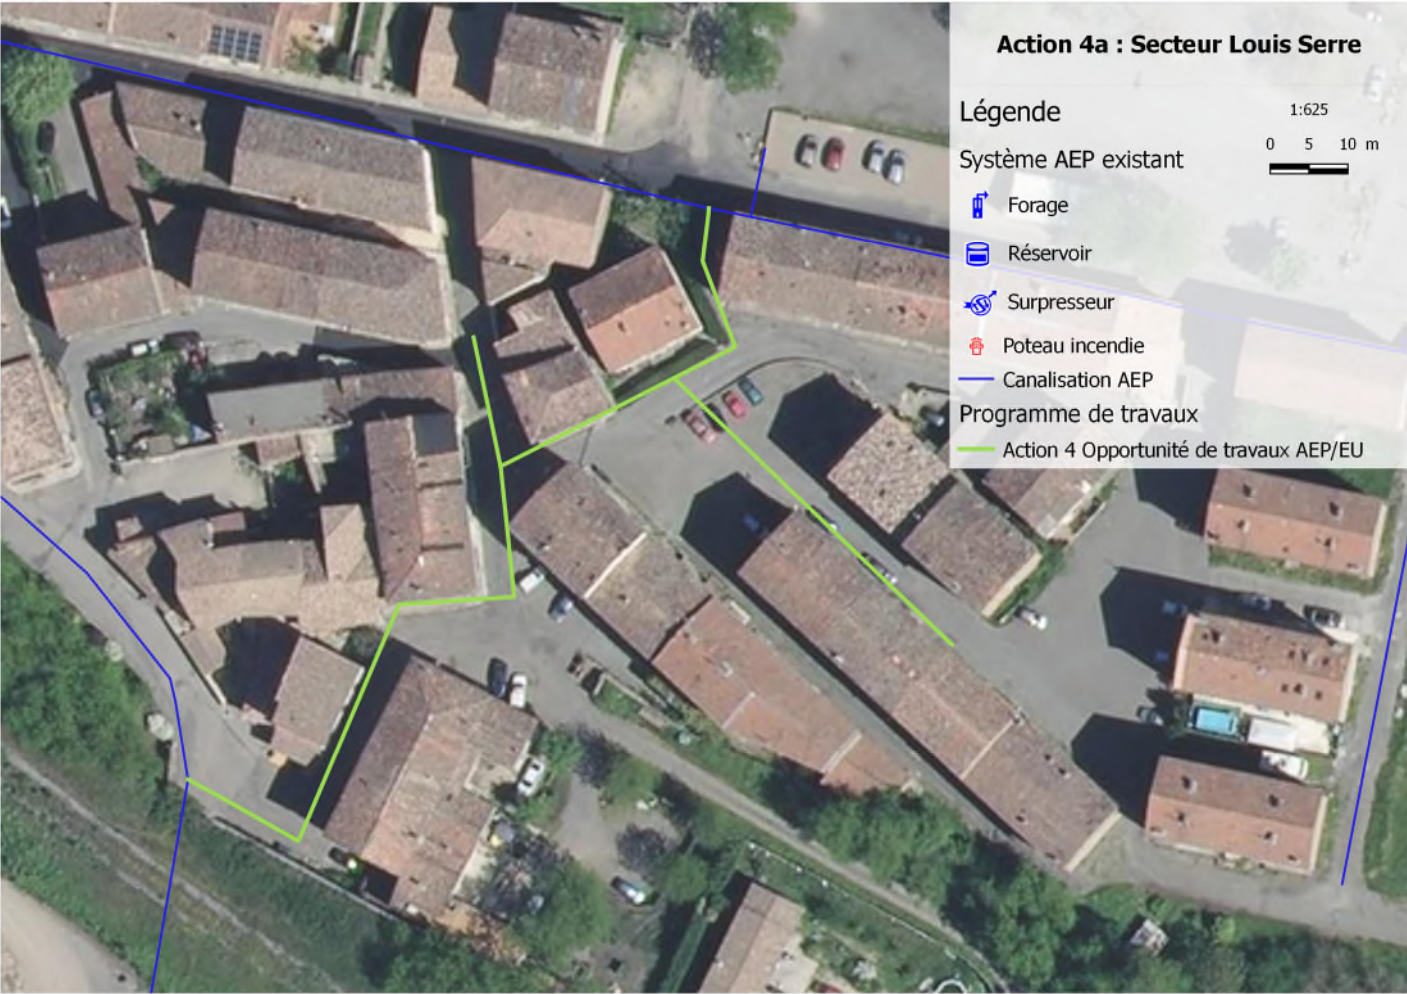 Action 4a : Secteur Louis Serre
Légende
1:625
0 5 10 m
Système AEP existant
Forage
Réservoir
Surpresseur
Poteau incendie
Canalisation AEP
Programme de travaux
Action 4 Opportunité de travaux AEP/EU